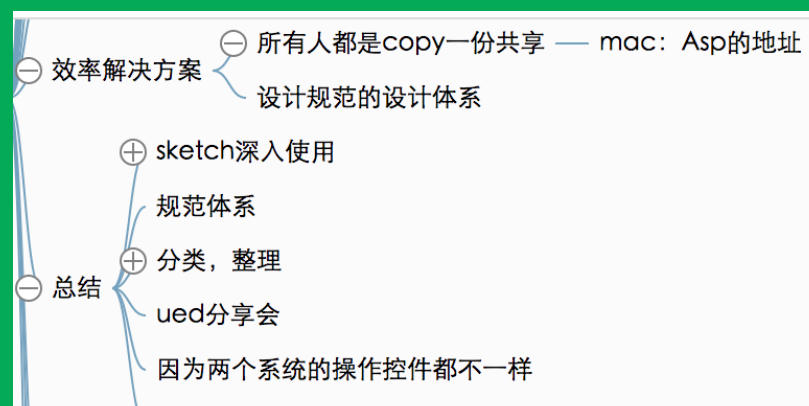 所有人都是copy一份共享 mac：Asp的地址
效率解决方案
设计规范的设计体系
sketch深入使用
规范体系
分类，整理
总结
ued分享会
因为两个系统的操作控件都不一样